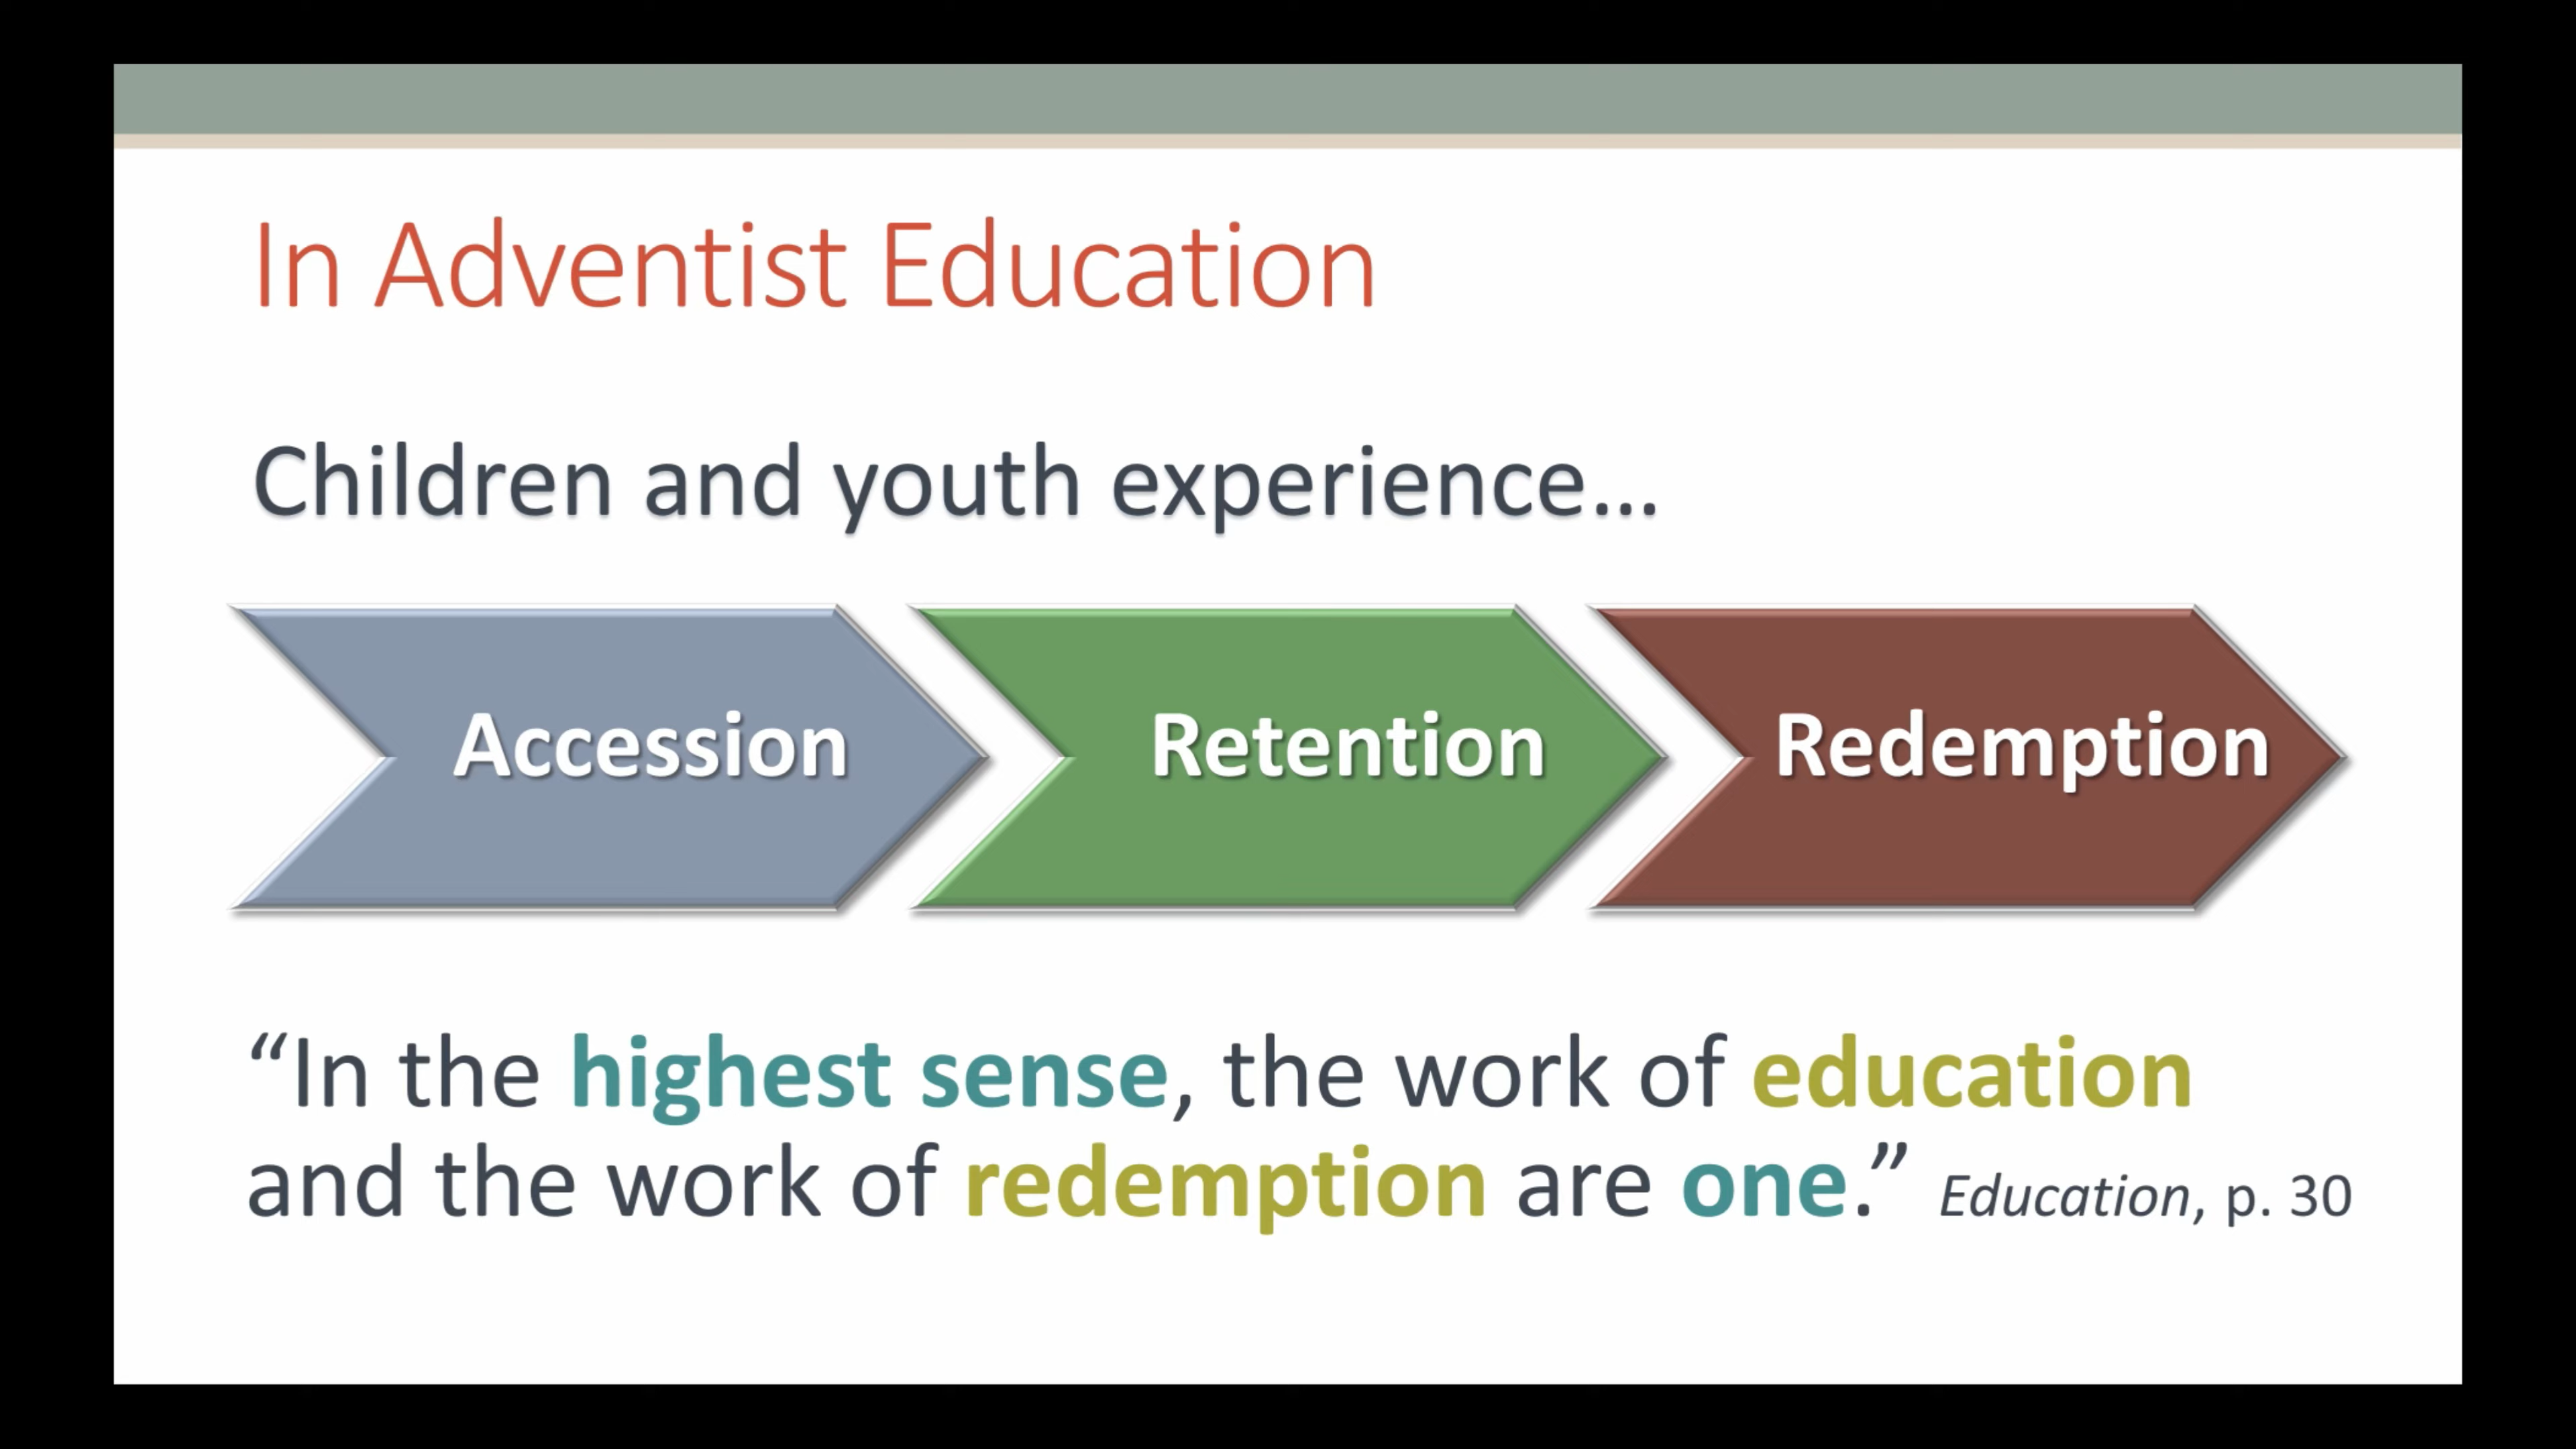 In Adventist Education
Children and youth experience...
Accession
Retention
Redemption
“In the highest sense, the work of education
and the work of redemption are one.” Education, p. 30